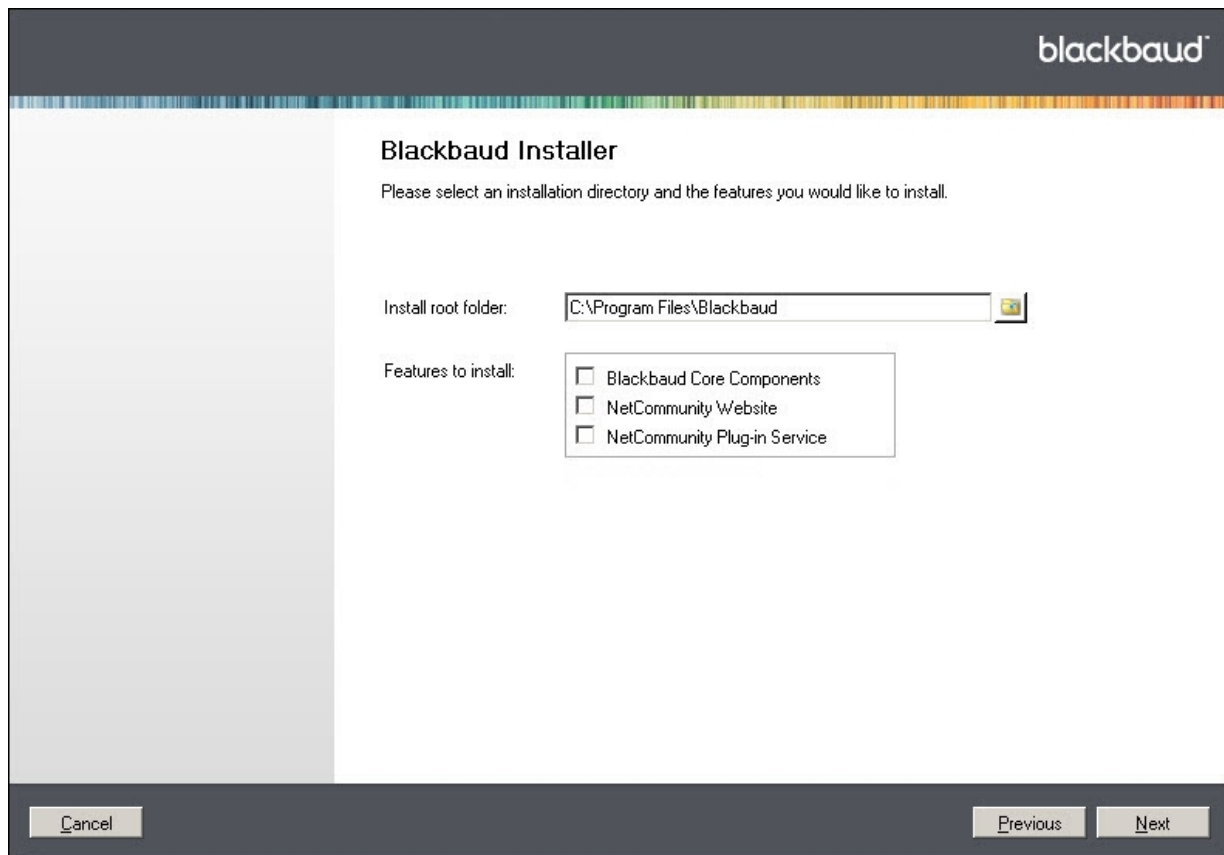 blackbaud™
Blackbaud Installer
Please select an installation directory and the features you would like to install.
Install root folder:
C:\Program Files\Blackbaud
Features to install:
Blackbaud Core Components
NetCommunity Website
NetCommunity Plug-in Service
Cancel
Previous
Next